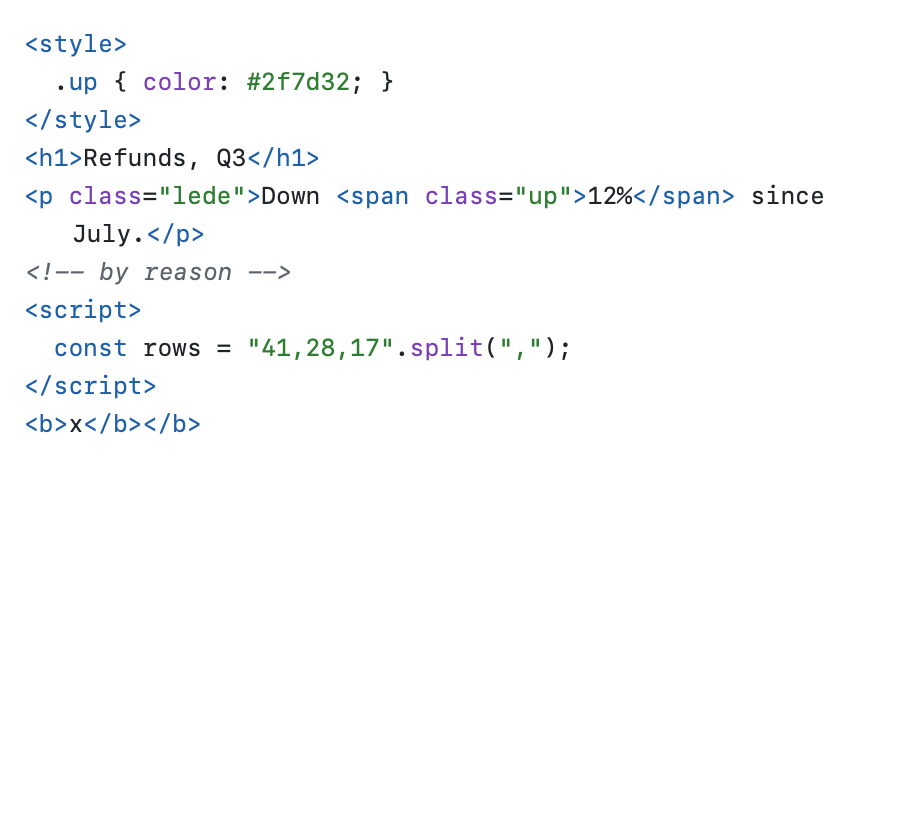 <style>
  .up { color: #2f7d32; }
</style>
<h1>Refunds, Q3</h1>
<p class="lede">Down <span class="up">12%</span> since
   July.</p>
<!-- by reason -->
<script>
  const rows = "41,28,17".split(",");
</script>
<b>x</b></b>